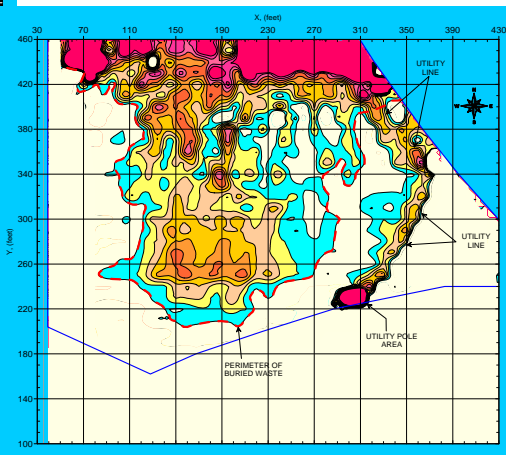 X, (feet)
30 70 110 150 190 230 270 310 350 390 430
460
420
380
340
300
260
220
180
140
100
Y, (feet)
UTILITY
LINE
N
W E
S
UTILITY
LINE
UTILITY POLE
AREA
PERIMETER OF
BURIED WASTE